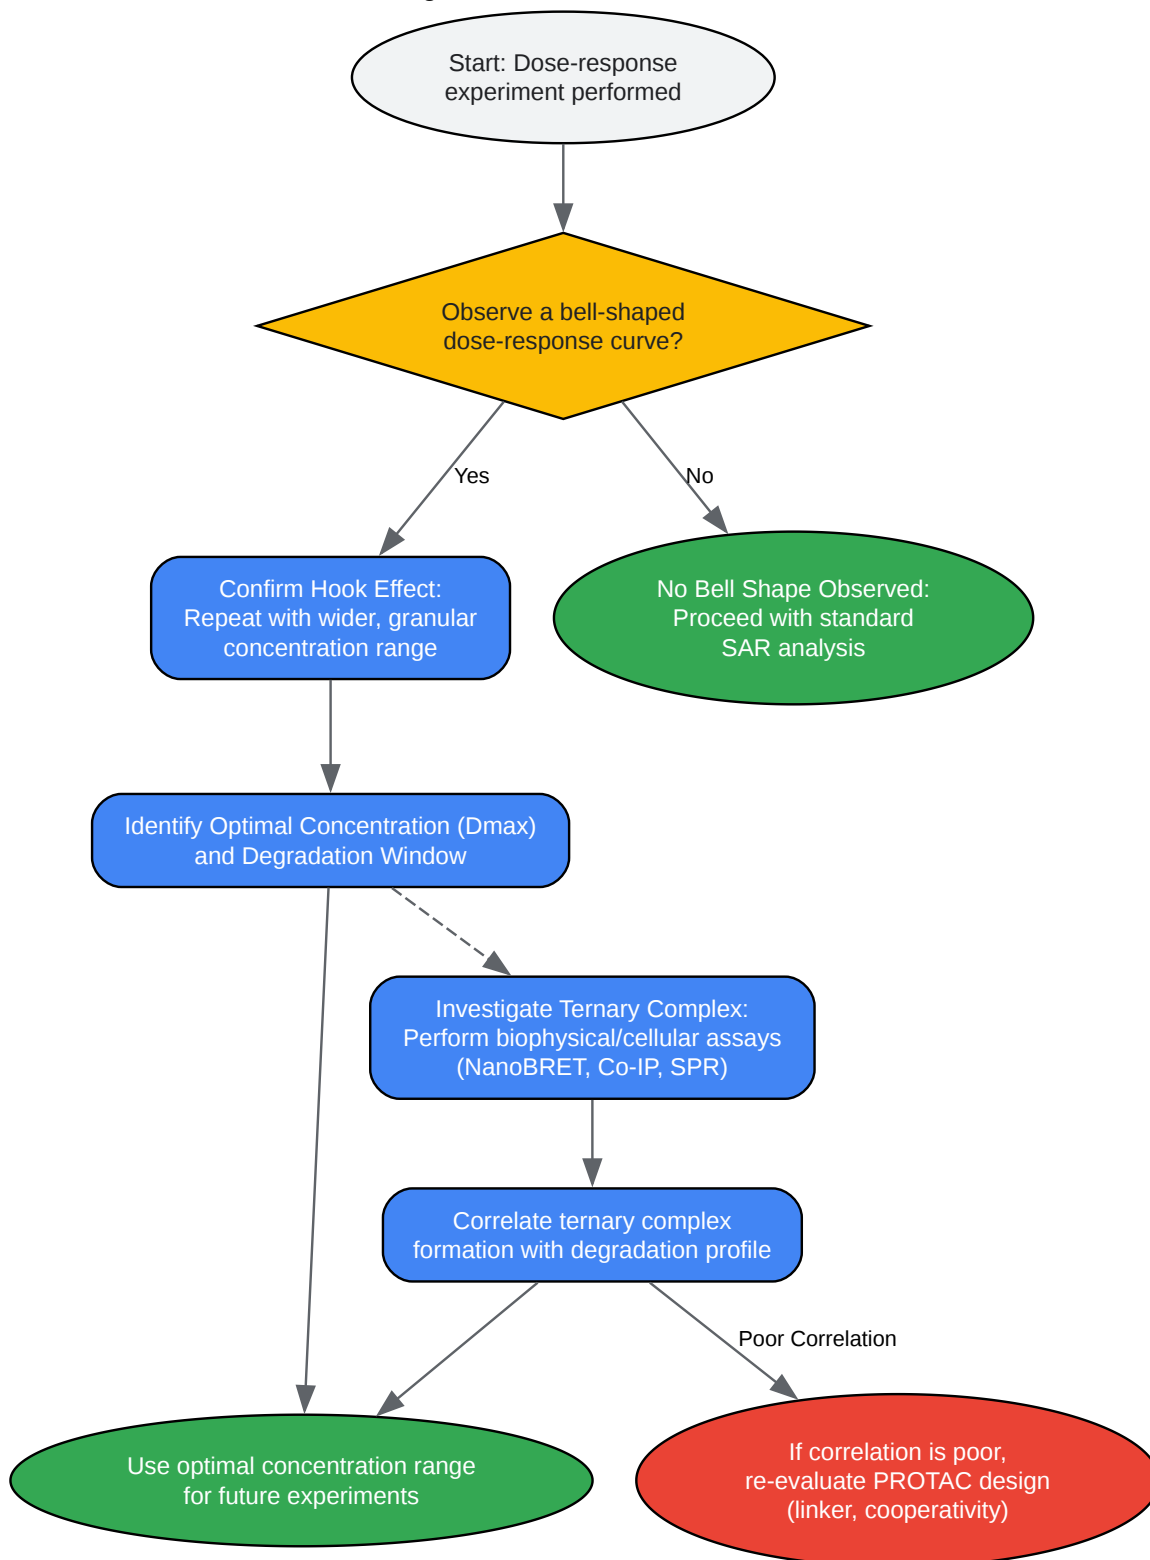 Start: Dose-response
experiment performed
Observe a bell-shaped
dose-response curve?
Yes
No
Confirm Hook Effect:
Repeat with wider, granular
concentration range
No Bell Shape Observed:
Proceed with standard
SAR analysis
Identify Optimal Concentration (Dmax)
and Degradation Window
Investigate Ternary Complex:
Perform biophysical/cellular assays
(NanoBRET, Co-IP, SPR)
Correlate ternary complex
formation with degradation profile
Poor Correlation
Use optimal concentration range
for future experiments
If correlation is poor,
re-evaluate PROTAC design
(linker, cooperativity)